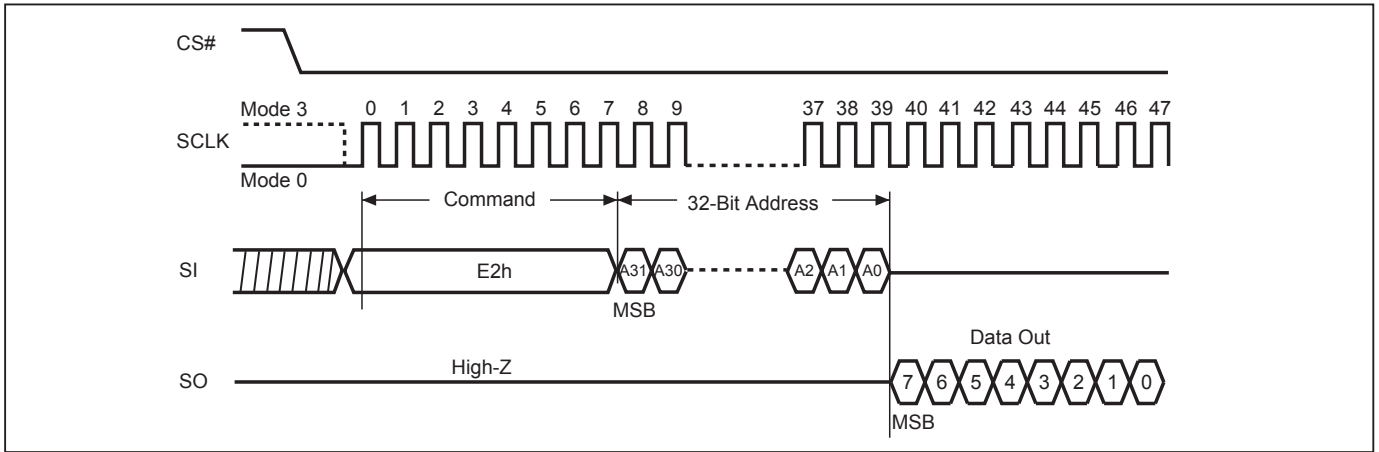 CS#
Mode 3
0 1 2 3 4 5 6 7 8 9 37 38 39 40 41 42 43 44 45 46 47
SCLK
Mode 0
Command
32-Bit Address
SI
E2h
A31 A30 A2 A1 A0
MSB
Data Out
High-Z
SO
7 6 5 4 3 2 1 0
MSB